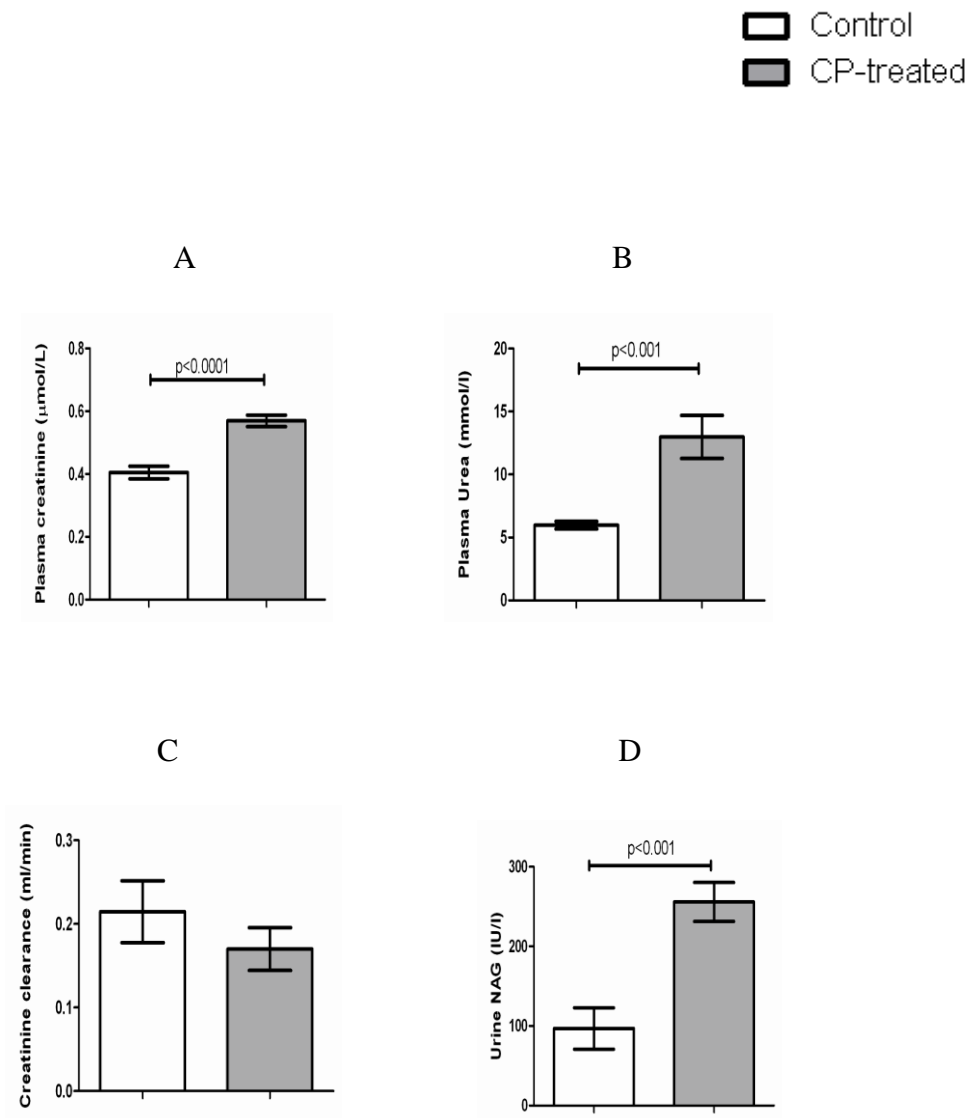 Control
CP-treated
A
B
Plasma creatinine (μmol/L)
0.8
0.6
0.4
0.2
0.0
p<0.0001
Plasma Urea (mmol/l)
20
15
10
5
0
p<0.001
C
D
Creatinine clearance (ml/min)
0.3
0.2
0.1
0.0
Urine NAG (IU/l)
300
200
100
0
p<0.001